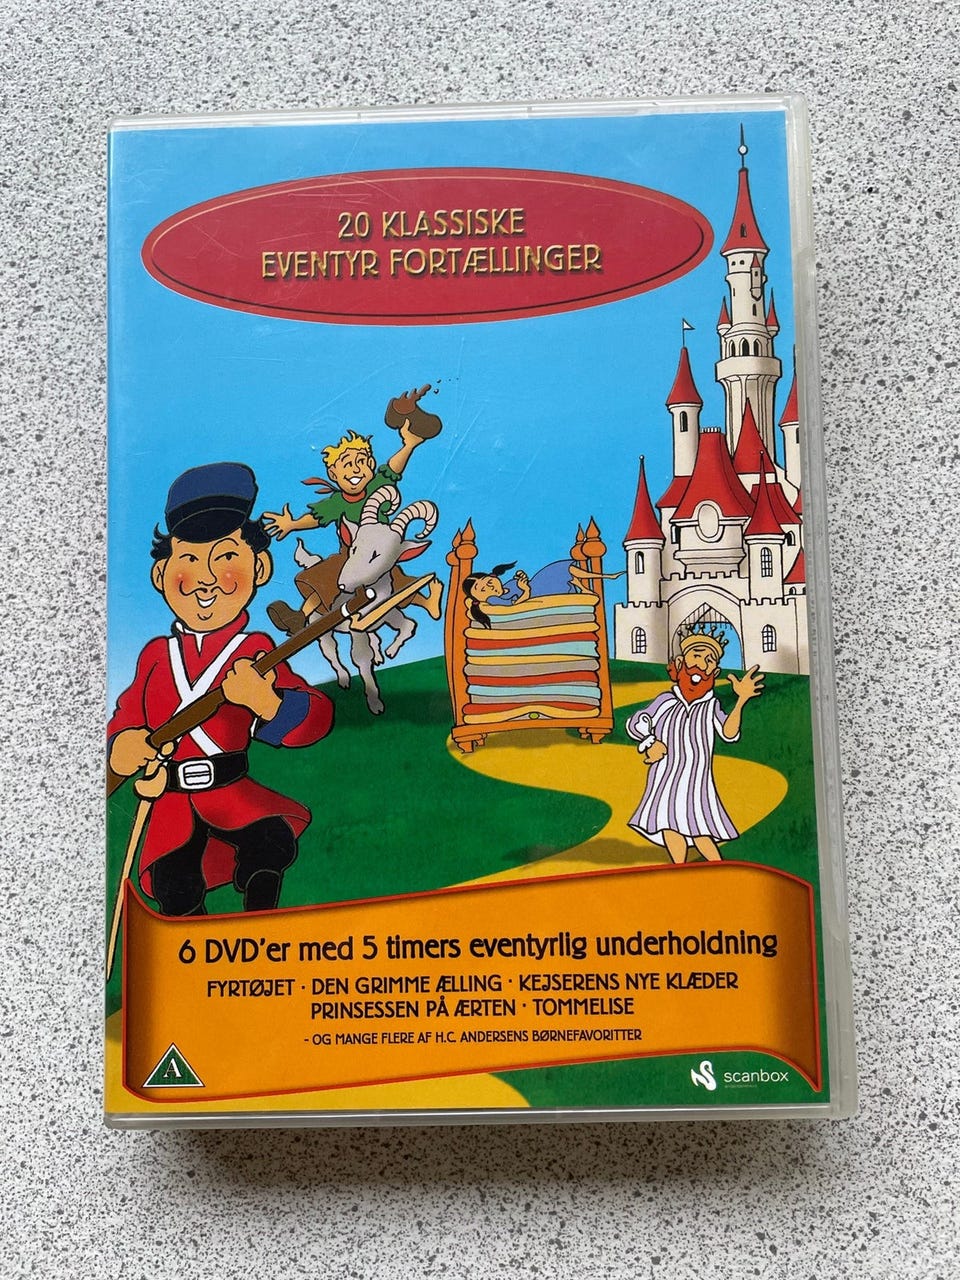 20 KLASSISKE
EVENTYR FORTÆLLINGER
6 DVD'er med 5 timers eventyrlig underholdning
FYRTØJET · DEN GRIMME ÆLLING · KEJSERENS NYE KLÆDER
PRINSESSEN PÅ ÆRTEN · TOMMELISE
- OG MANGE FLERE AF H.C. ANDERSENS BØRNEFAVORITTER
A
scanbox